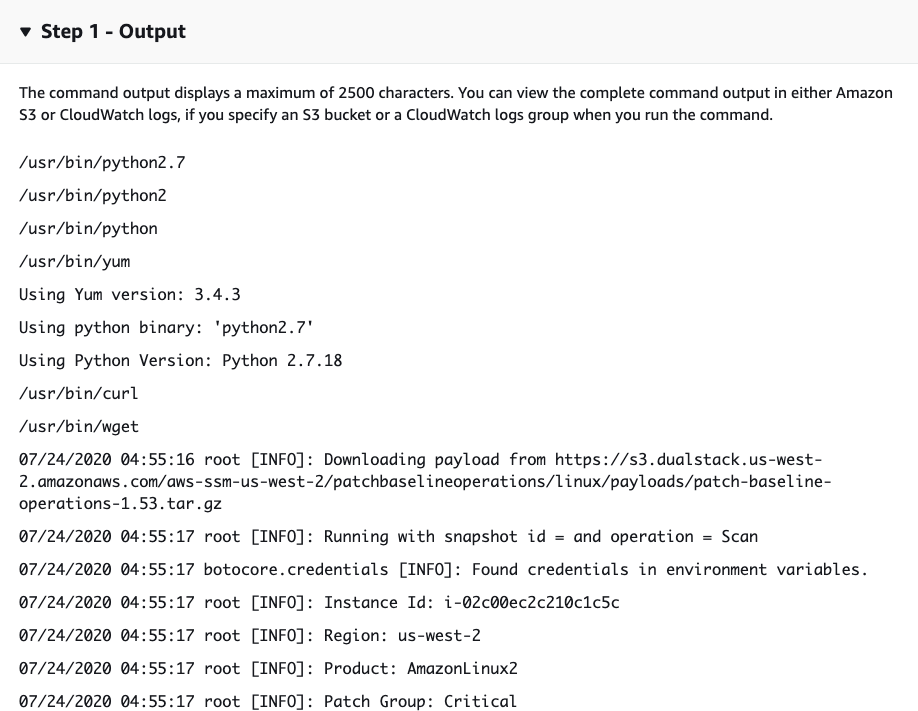 Step 1 - Output
The command output displays a maximum of 2500 characters. You can view the complete command output in either Amazon
S3 or CloudWatch logs, if you specify an S3 bucket or a CloudWatch logs group when you run the command.
/usr/bin/python2.7
/usr/bin/python2
/usr/bin/python
/usr/bin/yum
Using Yum version: 3.4.3
Using python binary: 'python2.7'
Using Python Version: Python 2.7.18
/usr/bin/curl
/usr/bin/wget
07/24/2020 04:55:16 root [INFO]: Downloading payload from https://s3.dualstack.us-west-
2.amazonaws.com/aws-ssm-us-west-2/patchbaselineoperations/linux/payloads/patch-baseline-
operations-1.53.tar.gz
07/24/2020 04:55:17 root [INFO]: Running with snapshot id = and operation = Scan
07/24/2020 04:55:17 botocore.credentials [INFO]: Found credentials in environment variables.
07/24/2020 04:55:17 root [INFO]: Instance Id: i-02c00ec2c210c1c5c
07/24/2020 04:55:17 root [INFO]: Region: us-west-2
07/24/2020 04:55:17 root [INFO]: Product: AmazonLinux2
07/24/2020 04:55:17 root [INFO]: Patch Group: Critical